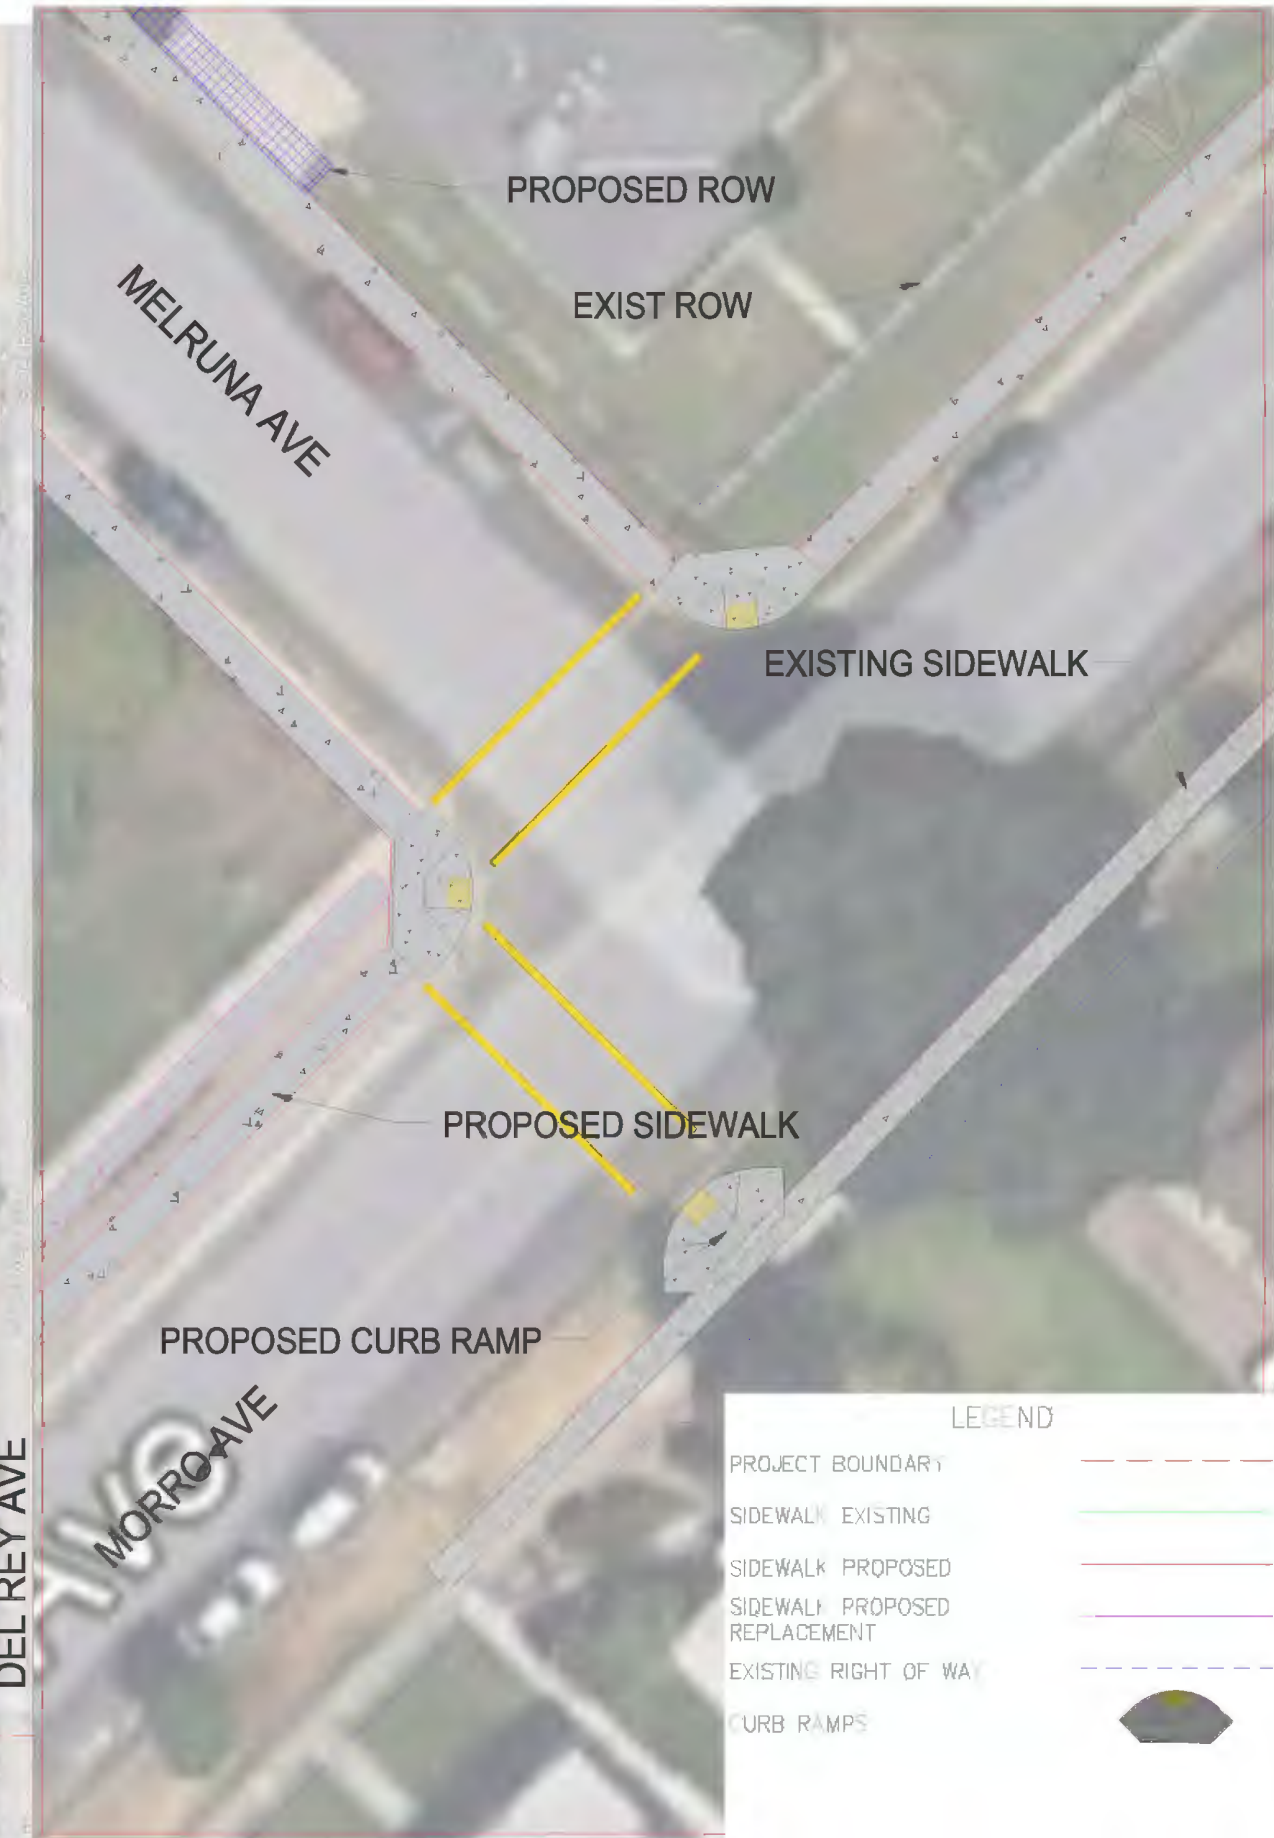 PROPOSED ROW
EXIST ROW
MELRUNA AVE
EXISTING SIDEWALK
PROPOSED SIDEWALK
PROPOSED CURB RAMP
MORRO AVE
DEL REY AVE
LEGEND
PROJECT BOUNDARY
SIDEWALK EXISTING
SIDEWALK PROPOSED
SIDEWALK PROPOSED
REPLACEMENT
EXISTING RIGHT OF WAY
CURB RAMPS